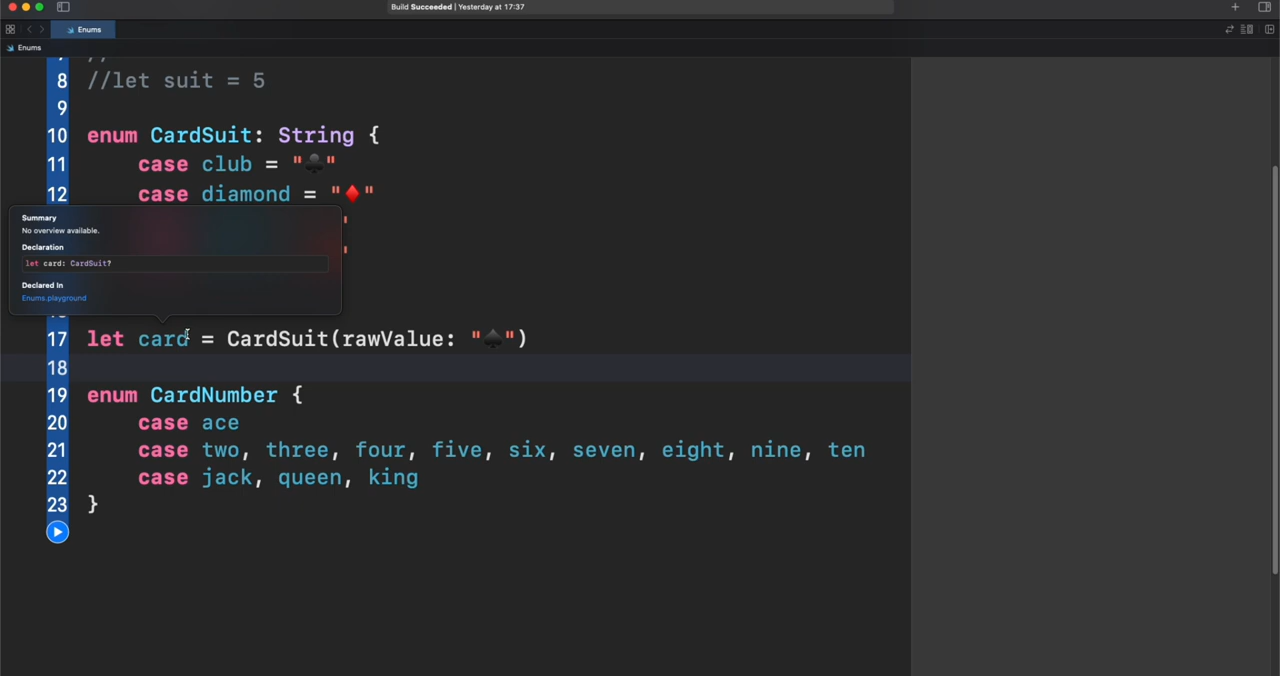 Build Succeeded | Yesterday at 17:37
Enums
Enums
8 //let suit = 5
9
10 enum CardSuit: String {
11 case club = "♣️"
12 case diamond = "♦️"
Summary
No overview available.
Declaration
let card: CardSuit?
Declared In
Enums.playground
"
"
17 let card = CardSuit(rawValue: "♠️")
18
19 enum CardNumber {
20 case ace
21 case two, three, four, five, six, seven, eight, nine, ten
22 case jack, queen, king
23 }